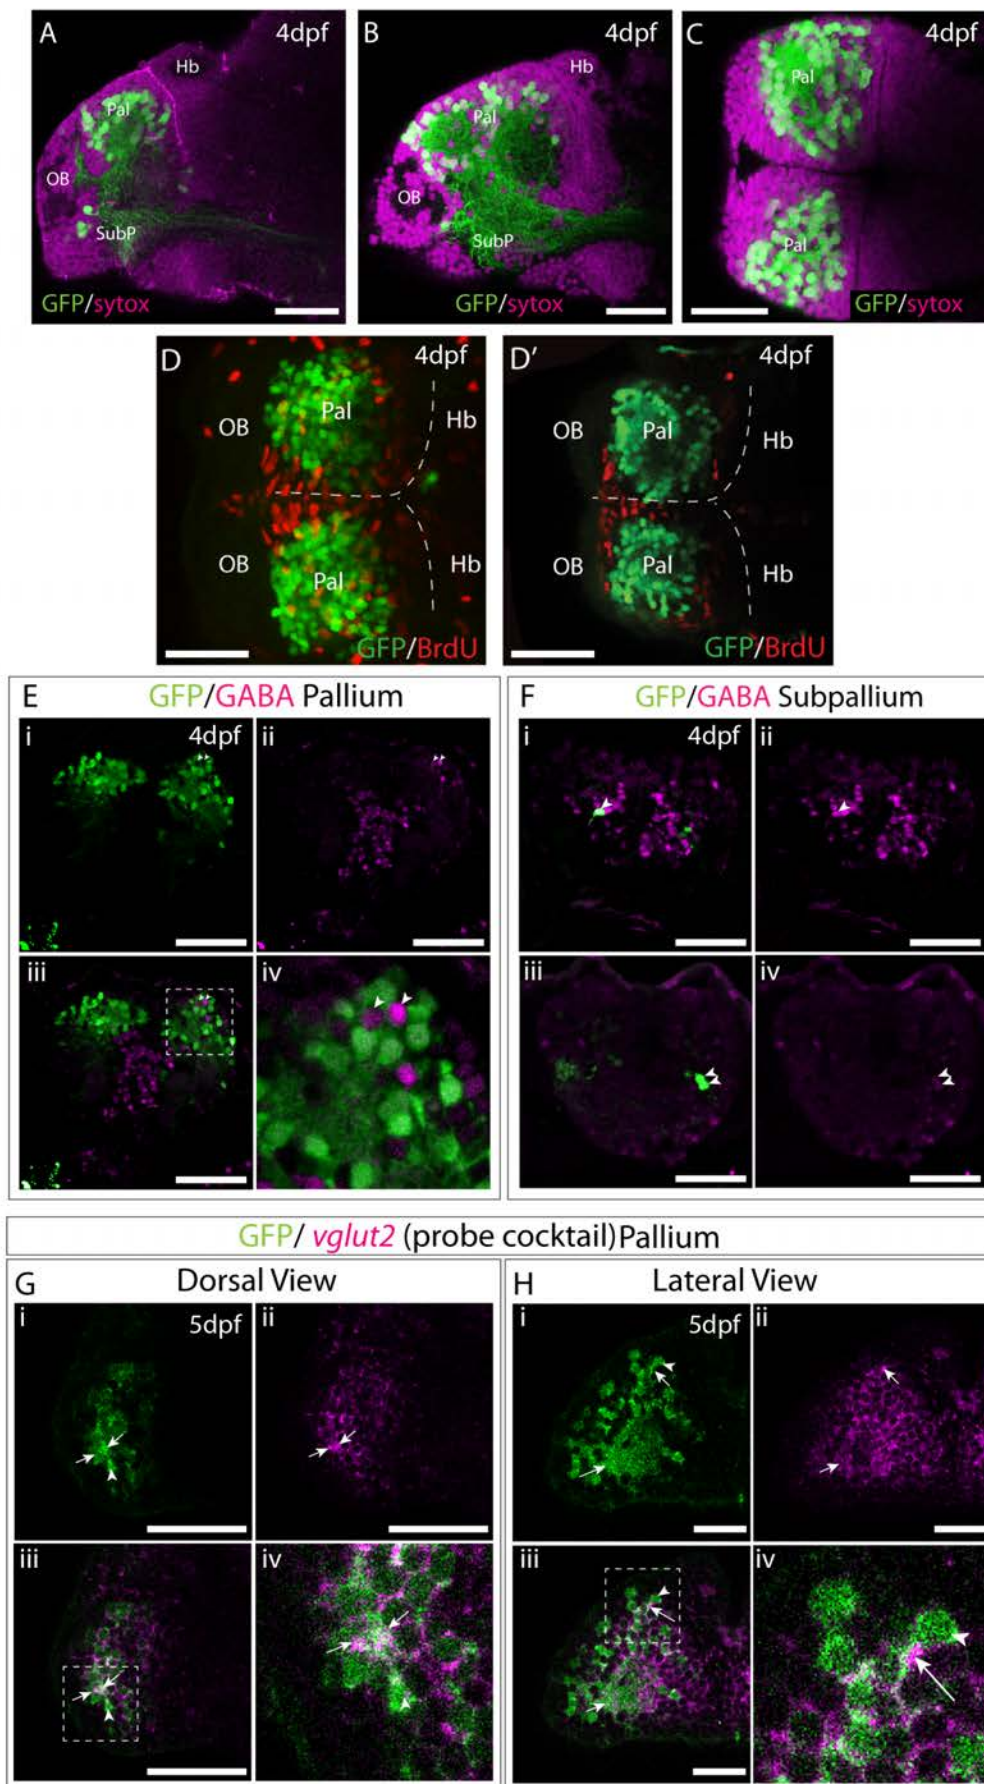 A
4dpf
Hb
Pal
OB
SubP
GFP/sytox
B
4dpf
Hb
Pal
OB
SubP
GFP/sytox
C
4dpf
Pal
Pal
GFP/sytox
D
4dpf
Pal
OB
Hb
OB
Pal
Hb
GFP/BrdU
D′
4dpf
OB
Pal
Hb
OB
Pal
Hb
GFP/BrdU
E
GFP/GABA Pallium
i
4dpf
ii
iii
iv
F
GFP/GABA Subpallium
i
4dpf
ii
iii
iv
GFP/ vglut2 (probe cocktail)Pallium
G
Dorsal View
i
5dpf
ii
iii
iv
H
Lateral View
i
5dpf
ii
iii
iv